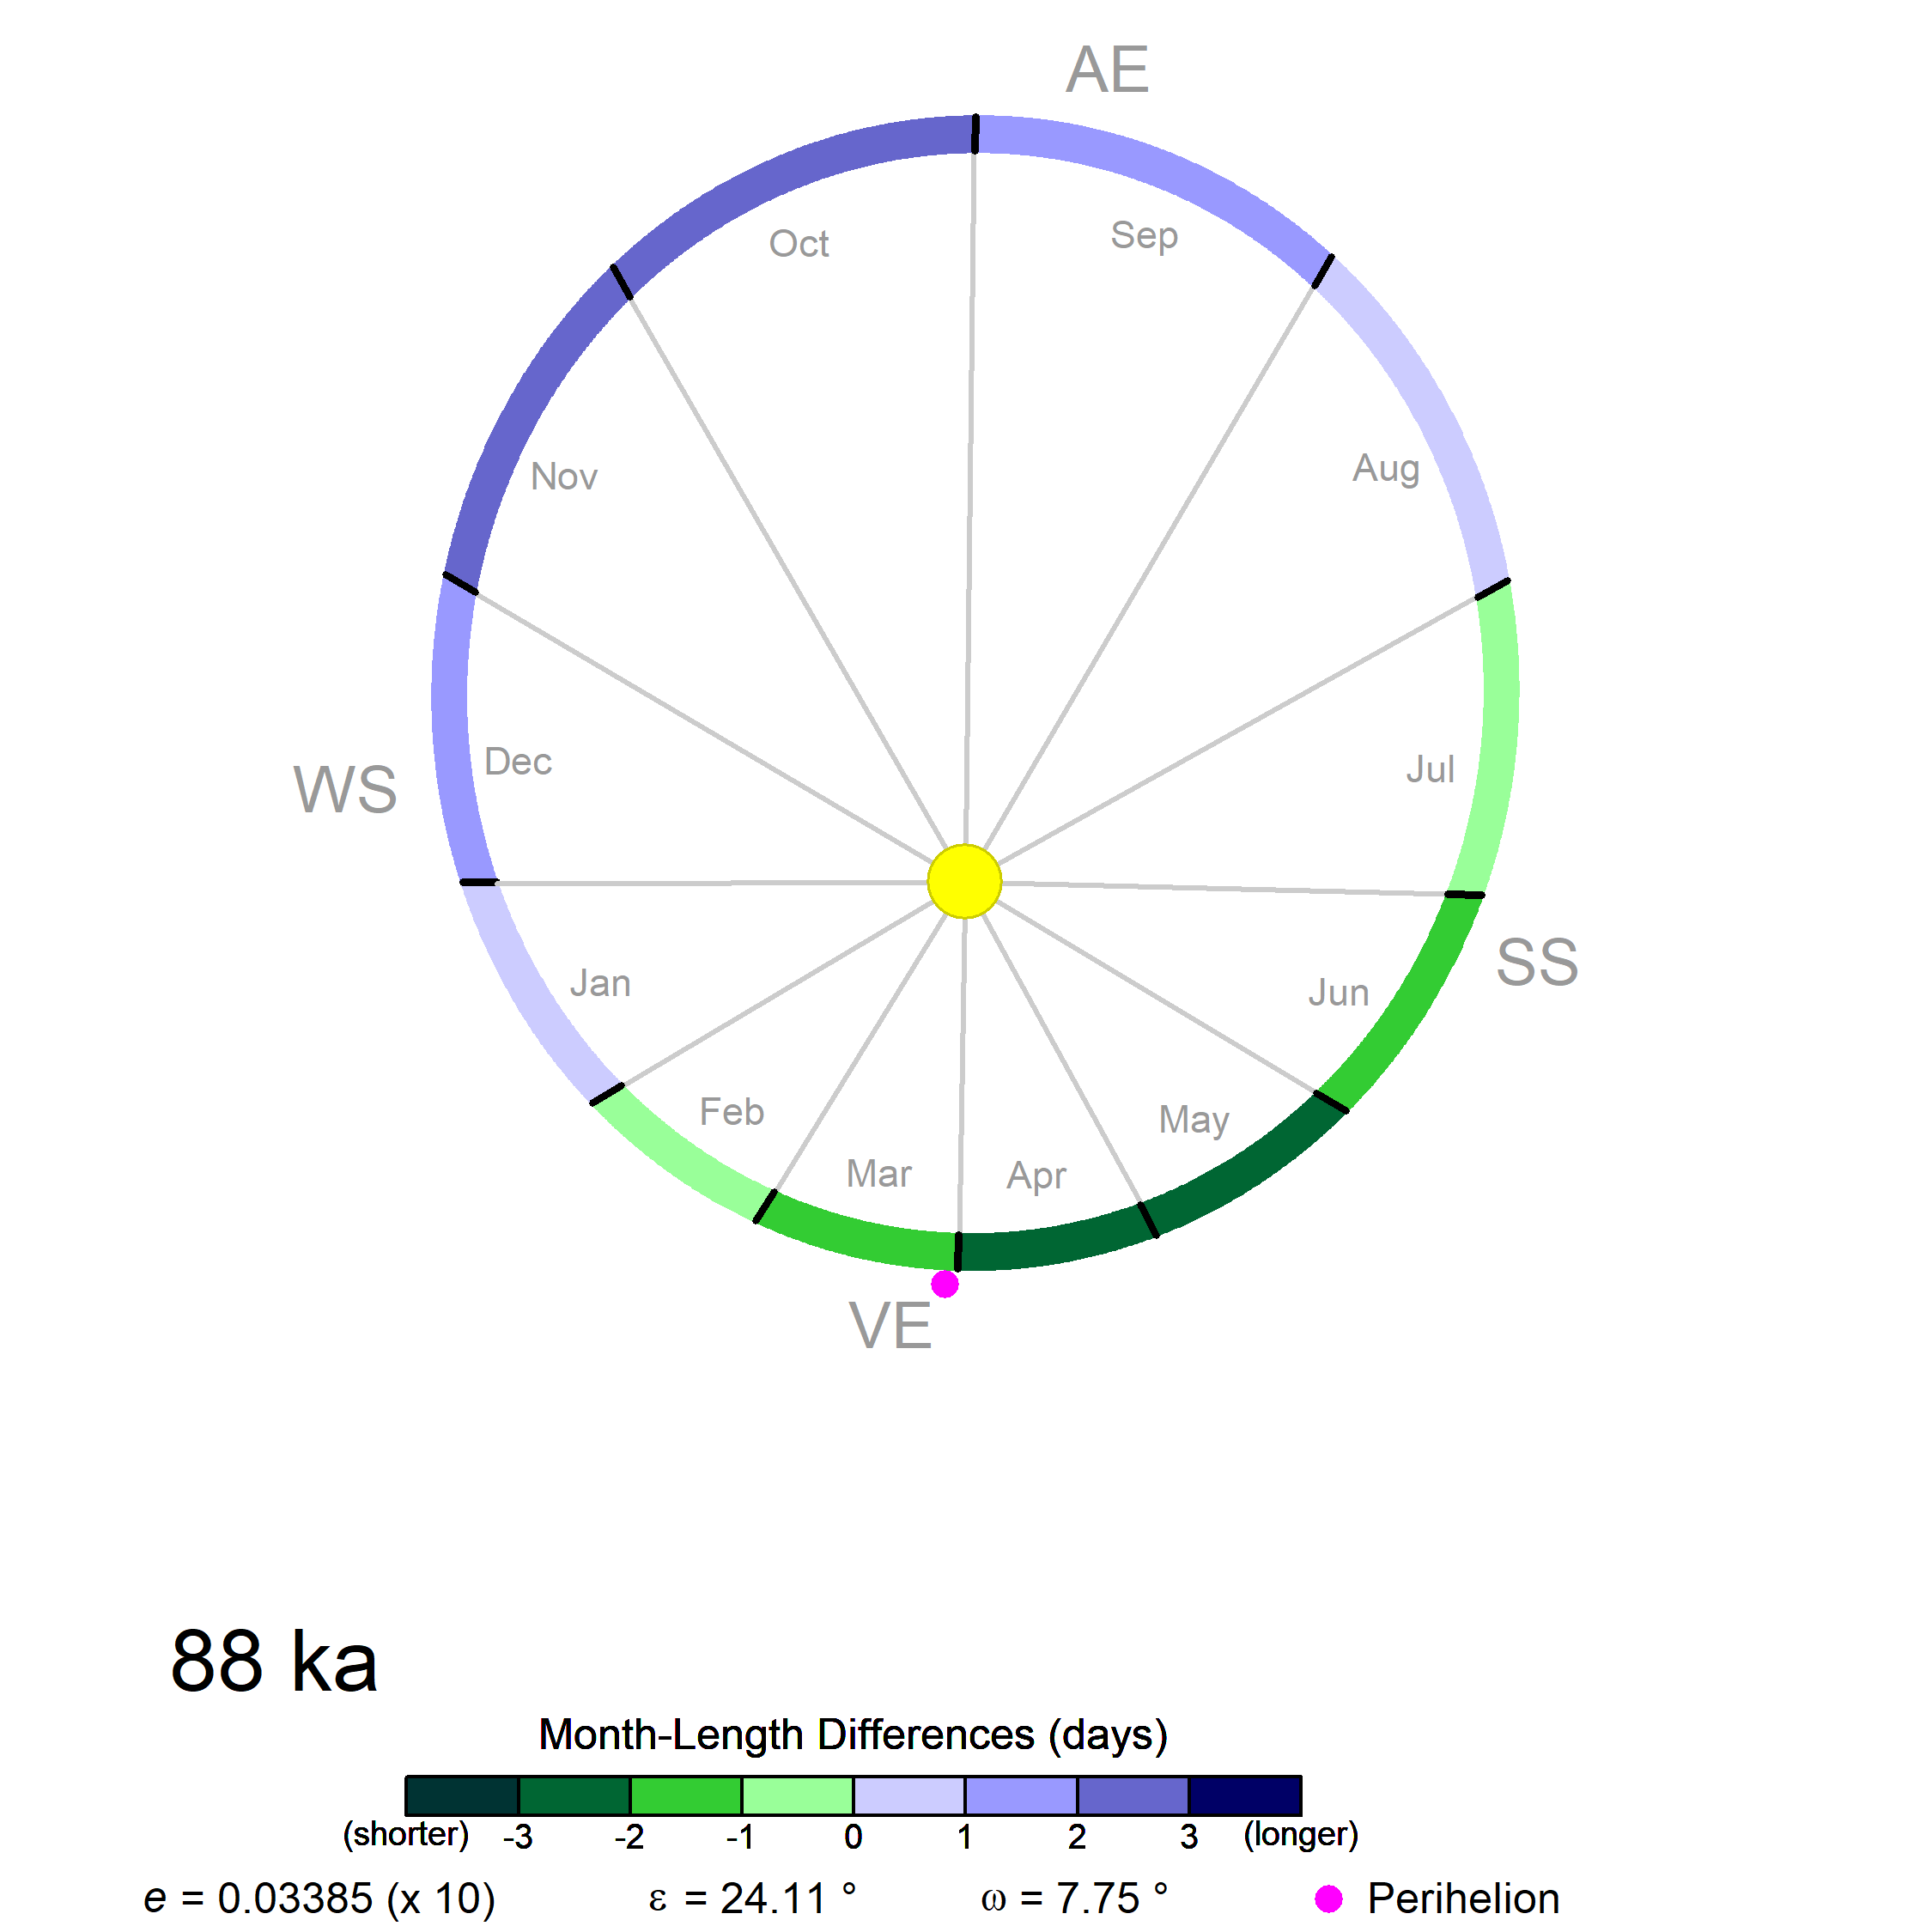 AE
Oct
Sep
Nov
Aug
WS
Dec
Jul
SS
Jan
Jun
Feb
May
Mar
Apr
VE
88 ka
Month-Length Differences (days)
(shorter) -3 -2 -1 0 1 2 3 (longer)
e = 0.03385 (x 10) ε = 24.11 ° ω = 7.75 ° Perihelion